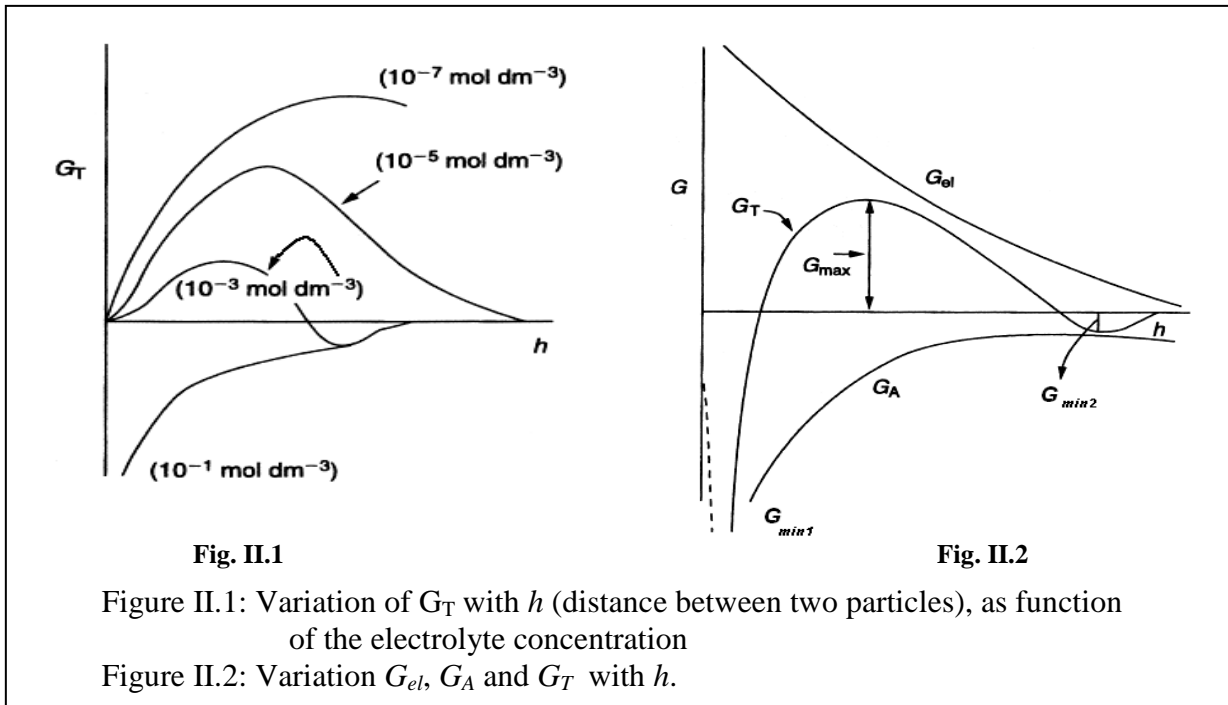 (10⁻⁷ mol dm⁻³)
G_T
(10⁻⁵ mol dm⁻³)
(10⁻³ mol dm⁻³)
h
(10⁻¹ mol dm⁻³)
Fig. II.1
G
G_el
G_T
G_max
h
G_A
G_min2
G_min1
Fig. II.2
Figure II.1: Variation of G_T with h (distance between two particles), as function
of the electrolyte concentration
Figure II.2: Variation G_el, G_A and G_T with h.